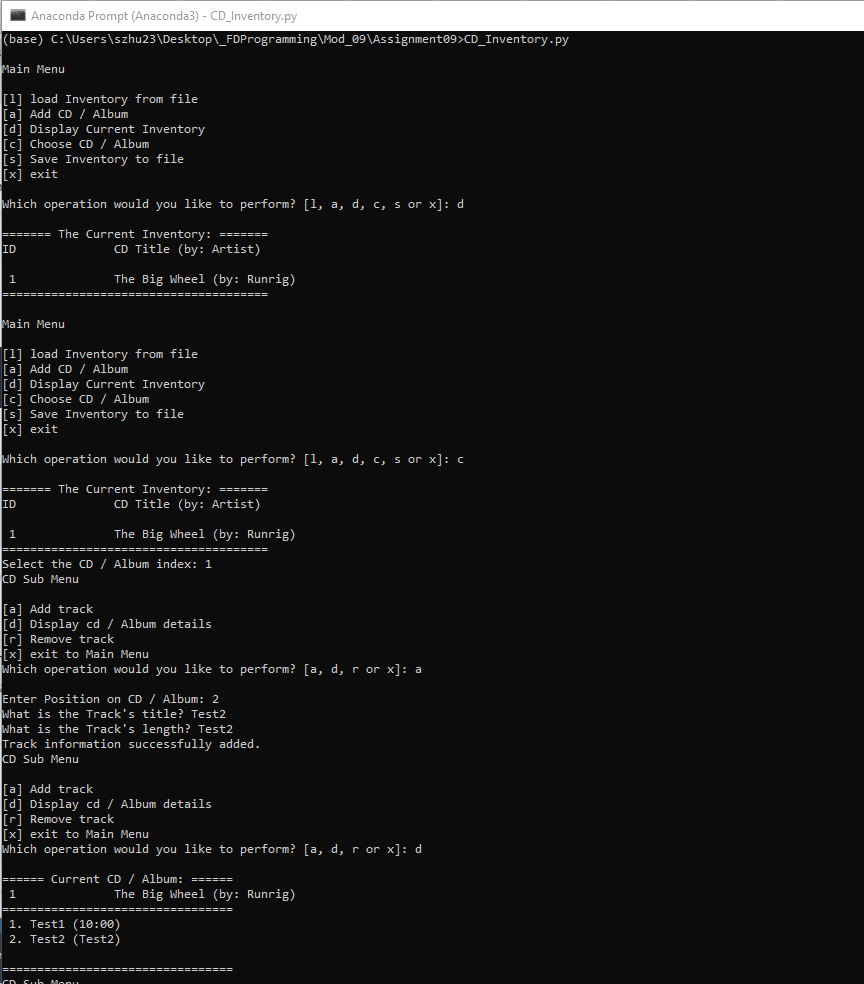 Anaconda Prompt (Anaconda3) - CD_Inventory.py
(base) C:\Users\szhu23\Desktop\_FDProgramming\Mod_09\Assignment09>CD_Inventory.py
Main Menu
[l] load Inventory from file
[a] Add CD / Album
[d] Display Current Inventory
[c] Choose CD / Album
[s] Save Inventory to file
[x] exit
Which operation would you like to perform? [l, a, d, c, s or x]: d
======= The Current Inventory: =======
ID              CD Title (by: Artist)
 1              The Big Wheel (by: Runrig)
======================================
Main Menu
[l] load Inventory from file
[a] Add CD / Album
[d] Display Current Inventory
[c] Choose CD / Album
[s] Save Inventory to file
[x] exit
Which operation would you like to perform? [l, a, d, c, s or x]: c
======= The Current Inventory: =======
ID              CD Title (by: Artist)
 1              The Big Wheel (by: Runrig)
======================================
Select the CD / Album index: 1
CD Sub Menu
[a] Add track
[d] Display cd / Album details
[r] Remove track
[x] exit to Main Menu
Which operation would you like to perform? [a, d, r or x]: a
Enter Position on CD / Album: 2
What is the Track's title? Test2
What is the Track's length? Test2
Track information successfully added.
CD Sub Menu
[a] Add track
[d] Display cd / Album details
[r] Remove track
[x] exit to Main Menu
Which operation would you like to perform? [a, d, r or x]: d
====== Current CD / Album: ======
 1              The Big Wheel (by: Runrig)
=================================
 1. Test1 (10:00)
 2. Test2 (Test2)
=================================
CD Sub Menu